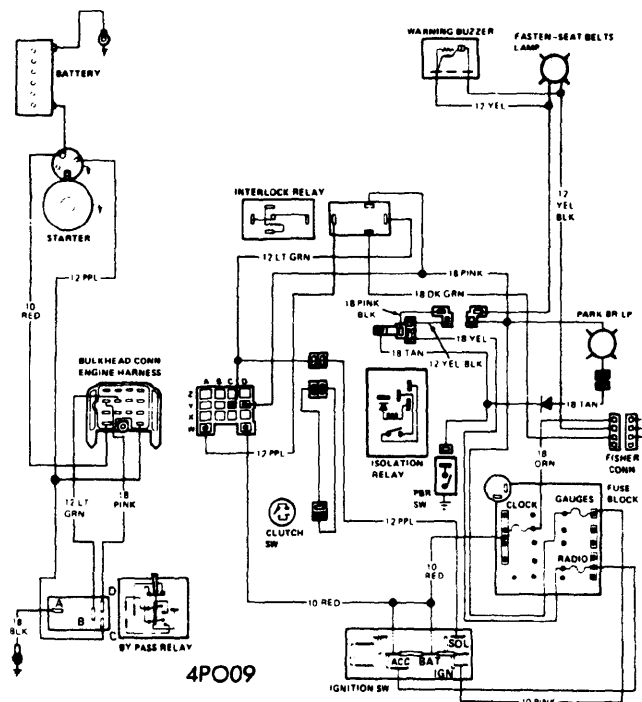 WARNING BUZZER
FASTEN-SEAT BELTS
LAMP
BATTERY
12 YEL
12
YEL
BLK
INTERLOCK RELAY
STARTER
12 LT GRN
12 PPL
18 PINK
10
RED
18 PINK
BLK
18 DK GRN
PARK BR LP
18 YEL
18 TAN
12 YEL BLK
BULKHEAD CONN
ENGINE HARNESS
A B C D
Z
Y
X
W
18 TAN
12 PPL
ISOLATION
RELAY
18
ORN
FISHER
CONN
12 LT
GRN
18
PINK
PBR
SW
FUSE
BLOCK
CLOCK
GAUGES
CLUTCH
SW
12 PPL
RADIO
10
RED
A
B
C
D
18
BLK
10 RED
BY PASS RELAY
4PO09
SOL
ACC
BAT
IGN
IGNITION SW
10 PINK